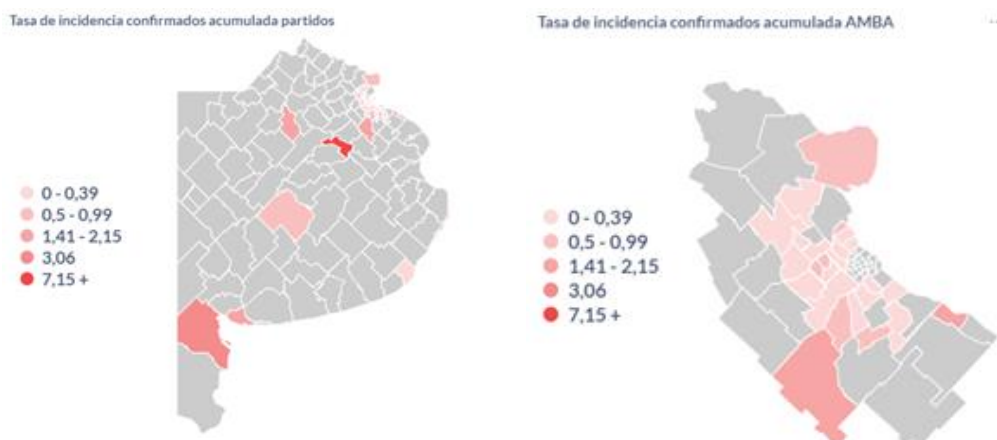 Tasa de incidencia confirmados acumulada partidos
0 - 0,39
0,5 - 0,99
1,41 - 2,15
3,06
7,15 +
Tasa de incidencia confirmados acumulada AMBA
0 - 0,39
0,5 - 0,99
1,41 - 2,15
3,06
7,15 +